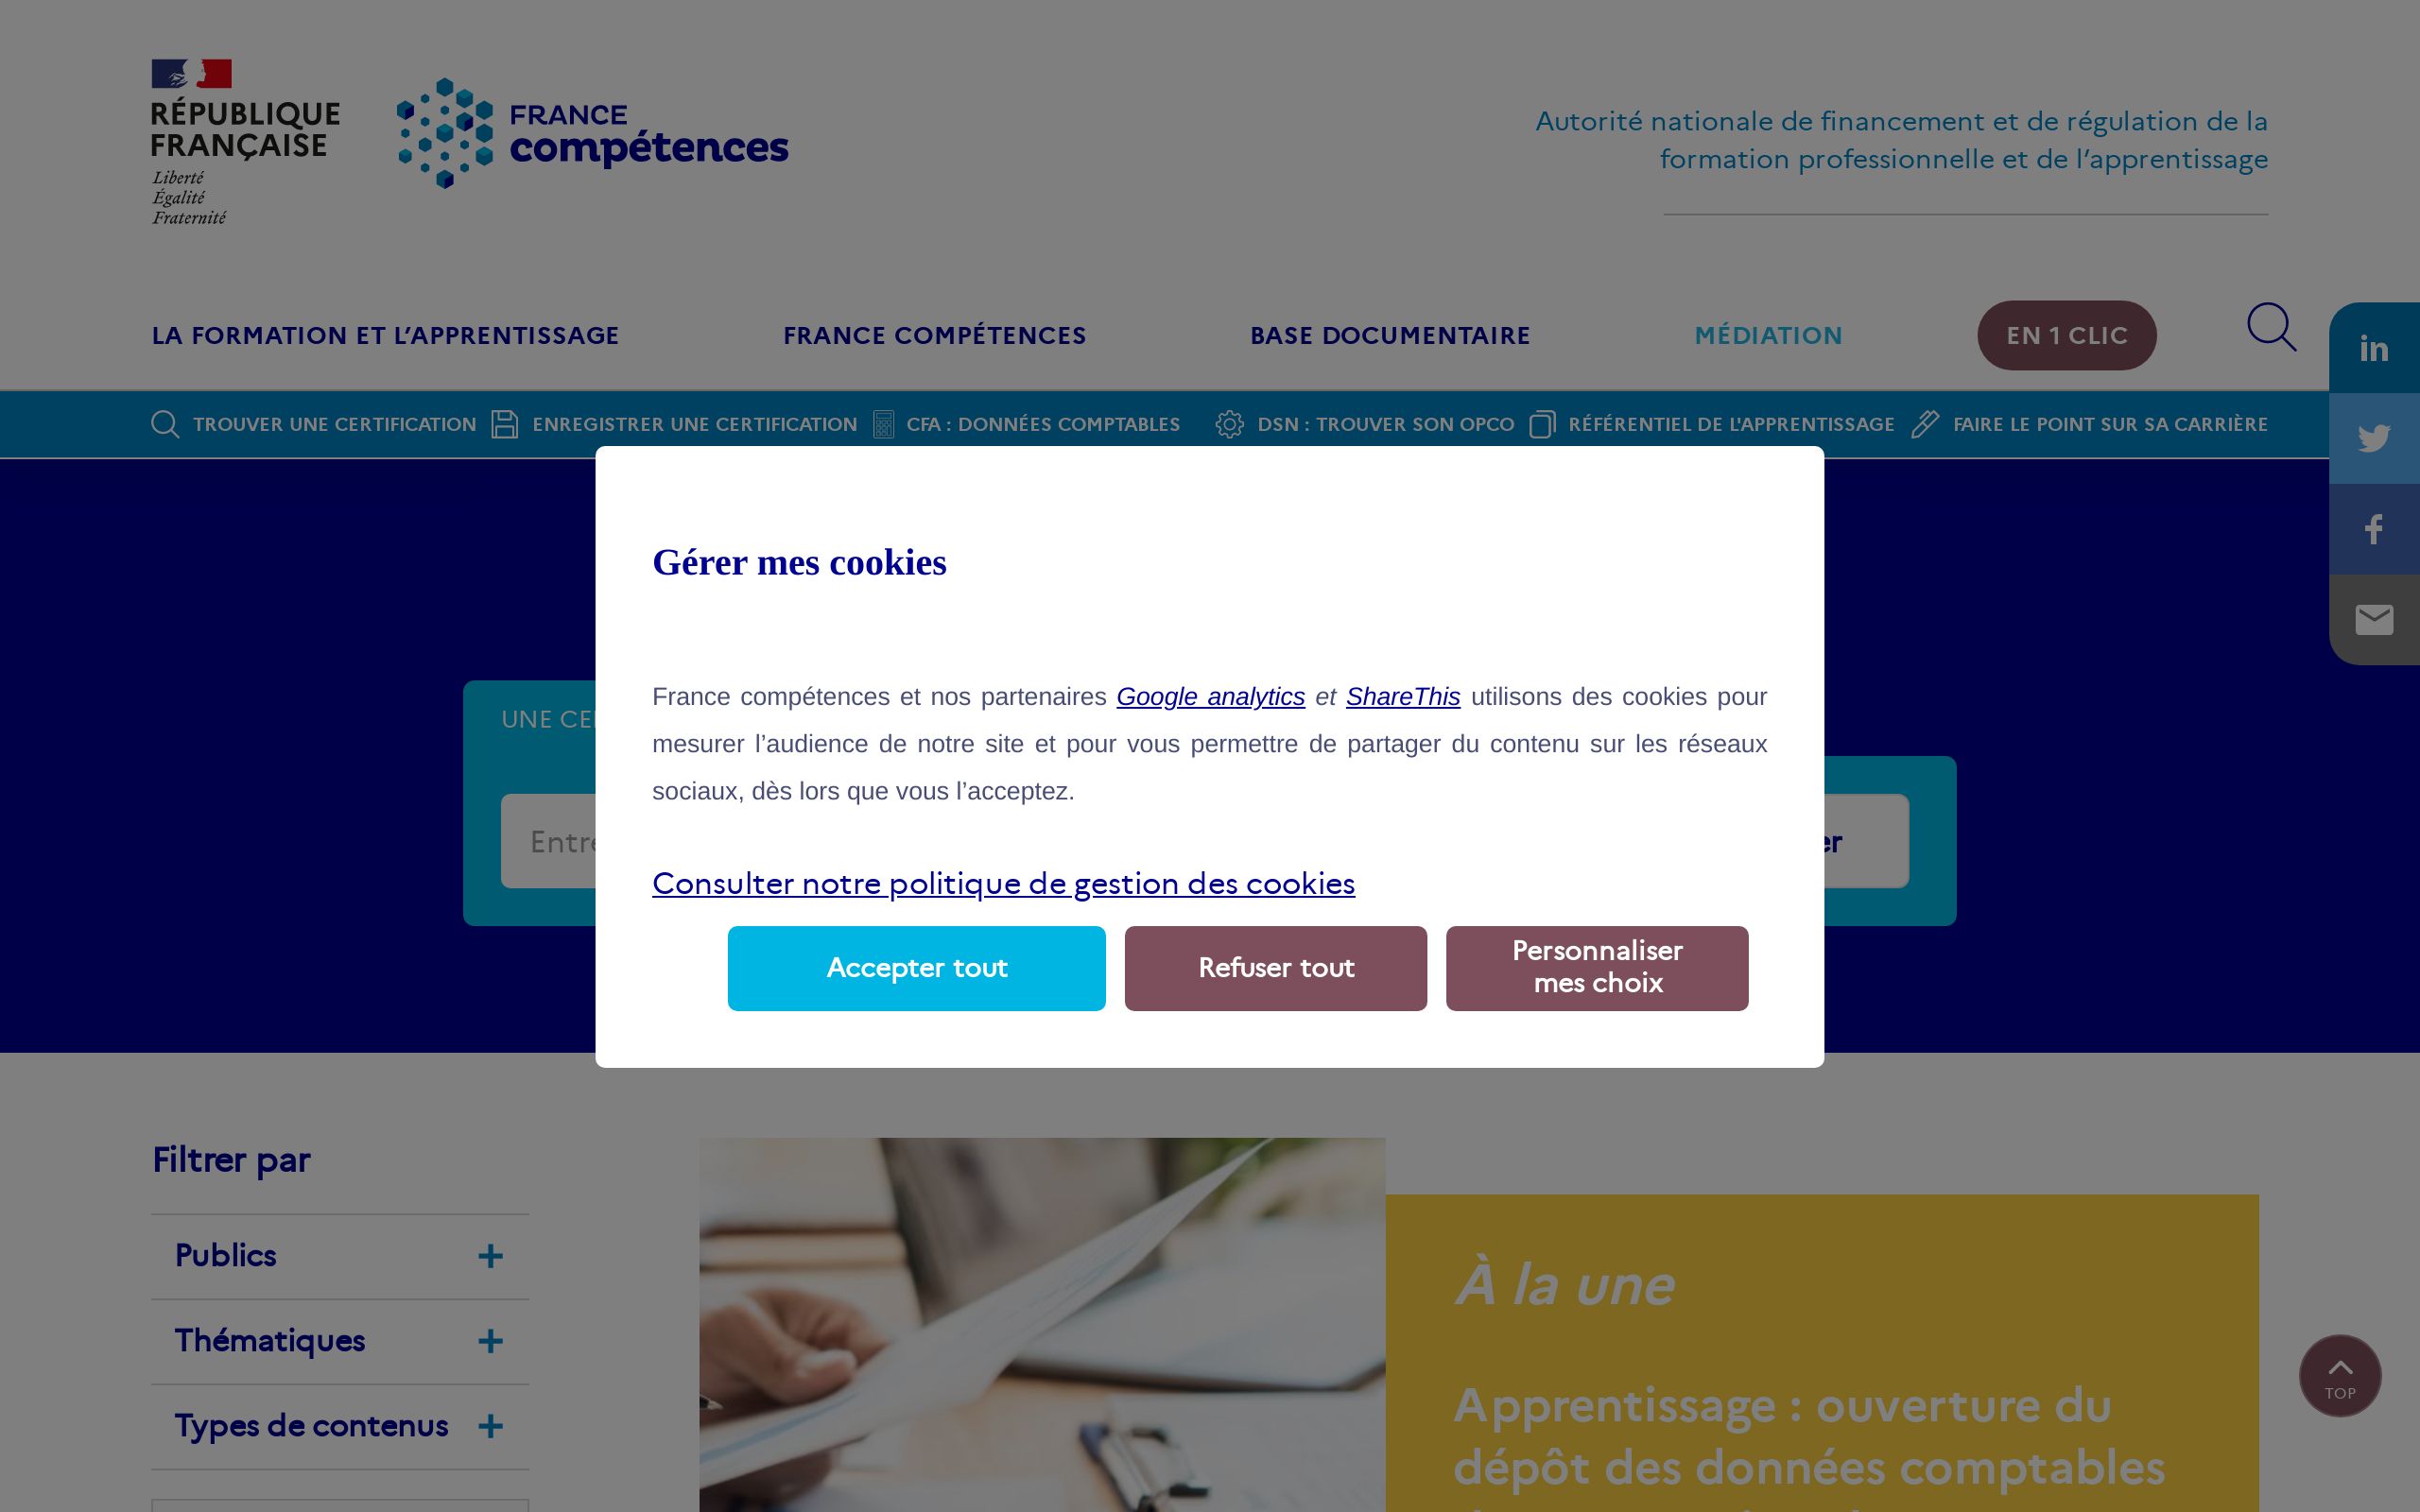 RÉPUBLIQUE
FRANÇAISE
Liberté
Égalité
Fraternité
FRANCE
compétences
Autorité nationale de financement et de régulation de la
formation professionnelle et de l’apprentissage
LA FORMATION ET L’APPRENTISSAGE FRANCE COMPÉTENCES BASE DOCUMENTAIRE MÉDIATION EN 1 CLIC
in
TROUVER UNE CERTIFICATION ENREGISTRER UNE CERTIFICATION CFA : DONNÉES COMPTABLES DSN : TROUVER SON OPCO RÉFÉRENTIEL DE L'APPRENTISSAGE FAIRE LE POINT SUR SA CARRIÈRE
Gérer mes cookies
France compétences et nos partenaires Google analytics et ShareThis utilisons des cookies pour
mesurer l’audience de notre site et pour vous permettre de partager du contenu sur les réseaux
sociaux, dès lors que vous l’acceptez.
UNE
Consulter notre politique de gestion des cookies
Accepter tout
Refuser tout
Personnaliser
mes choix
Filtrer par
Publics +
Thématiques +
Types de contenus +
À la une
Apprentissage : ouverture du
dépôt des données comptables
TOP